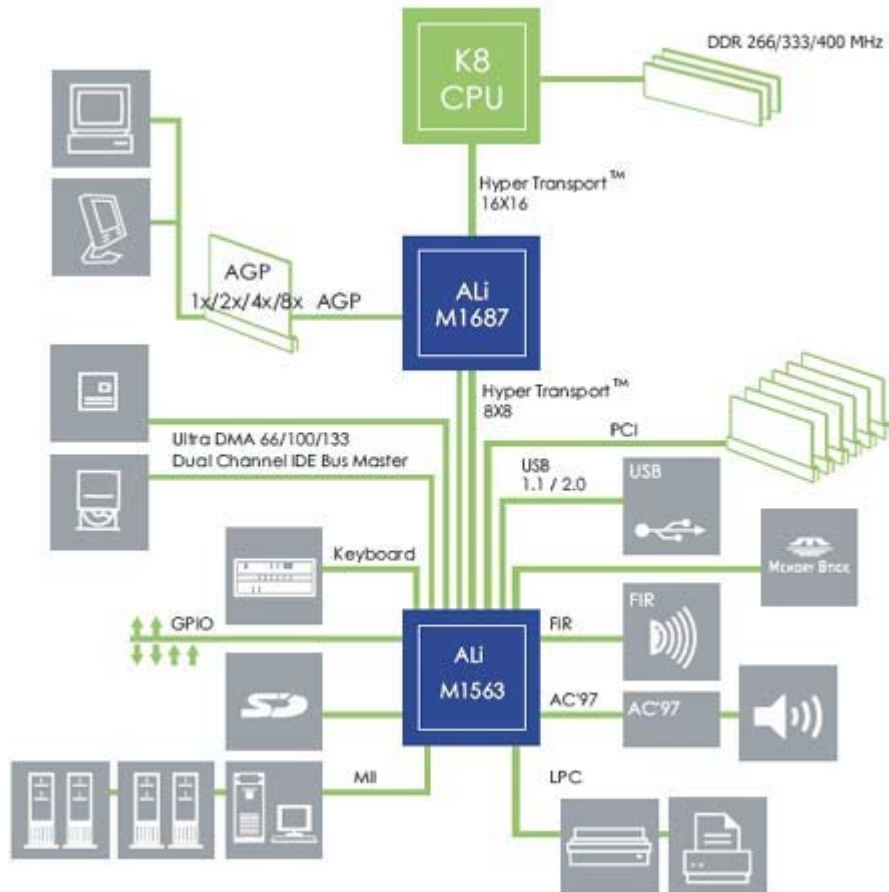 DDR 266/333/400 MHz
K8
CPU
Hyper Transport™
16X16
AGP
1x/2x/4x/8x
AGP
ALi
M1687
Hyper Transport™
8X8
PCI
Ultra DMA 66/100/133
Dual Channel IDE Bus Master
USB
1.1 / 2.0
USB
Keyboard
MEMORY STICK
GPIO
FIR
FIR
ALi
M1563
SD
AC'97
AC'97
MII
LPC